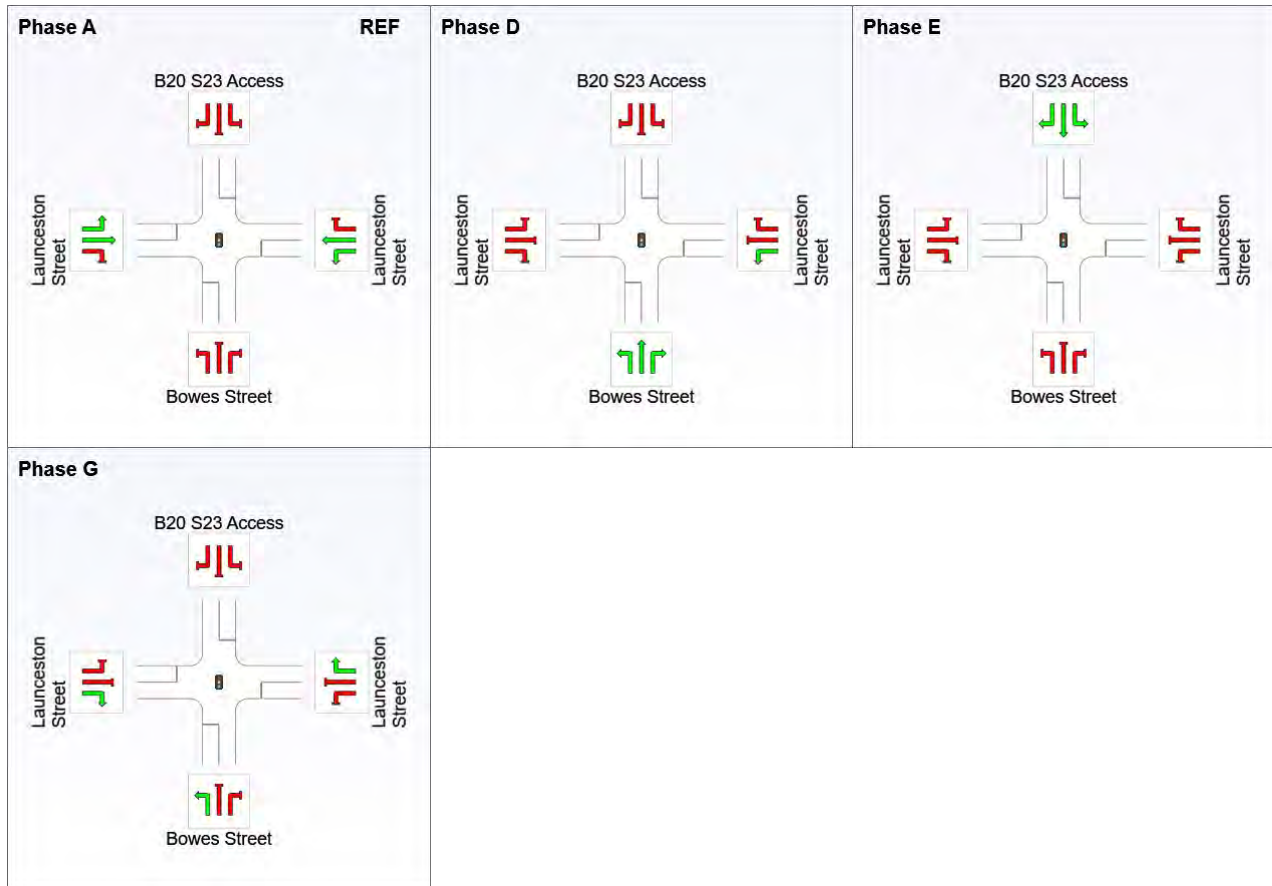 Phase A
REF
B20 S23 Access
Launceston
Street
Launceston
Street
Bowes Street
Phase D
B20 S23 Access
Launceston
Street
Launceston
Street
Bowes Street
Phase E
B20 S23 Access
Launceston
Street
Launceston
Street
Bowes Street
Phase G
B20 S23 Access
Launceston
Street
Launceston
Street
Bowes Street